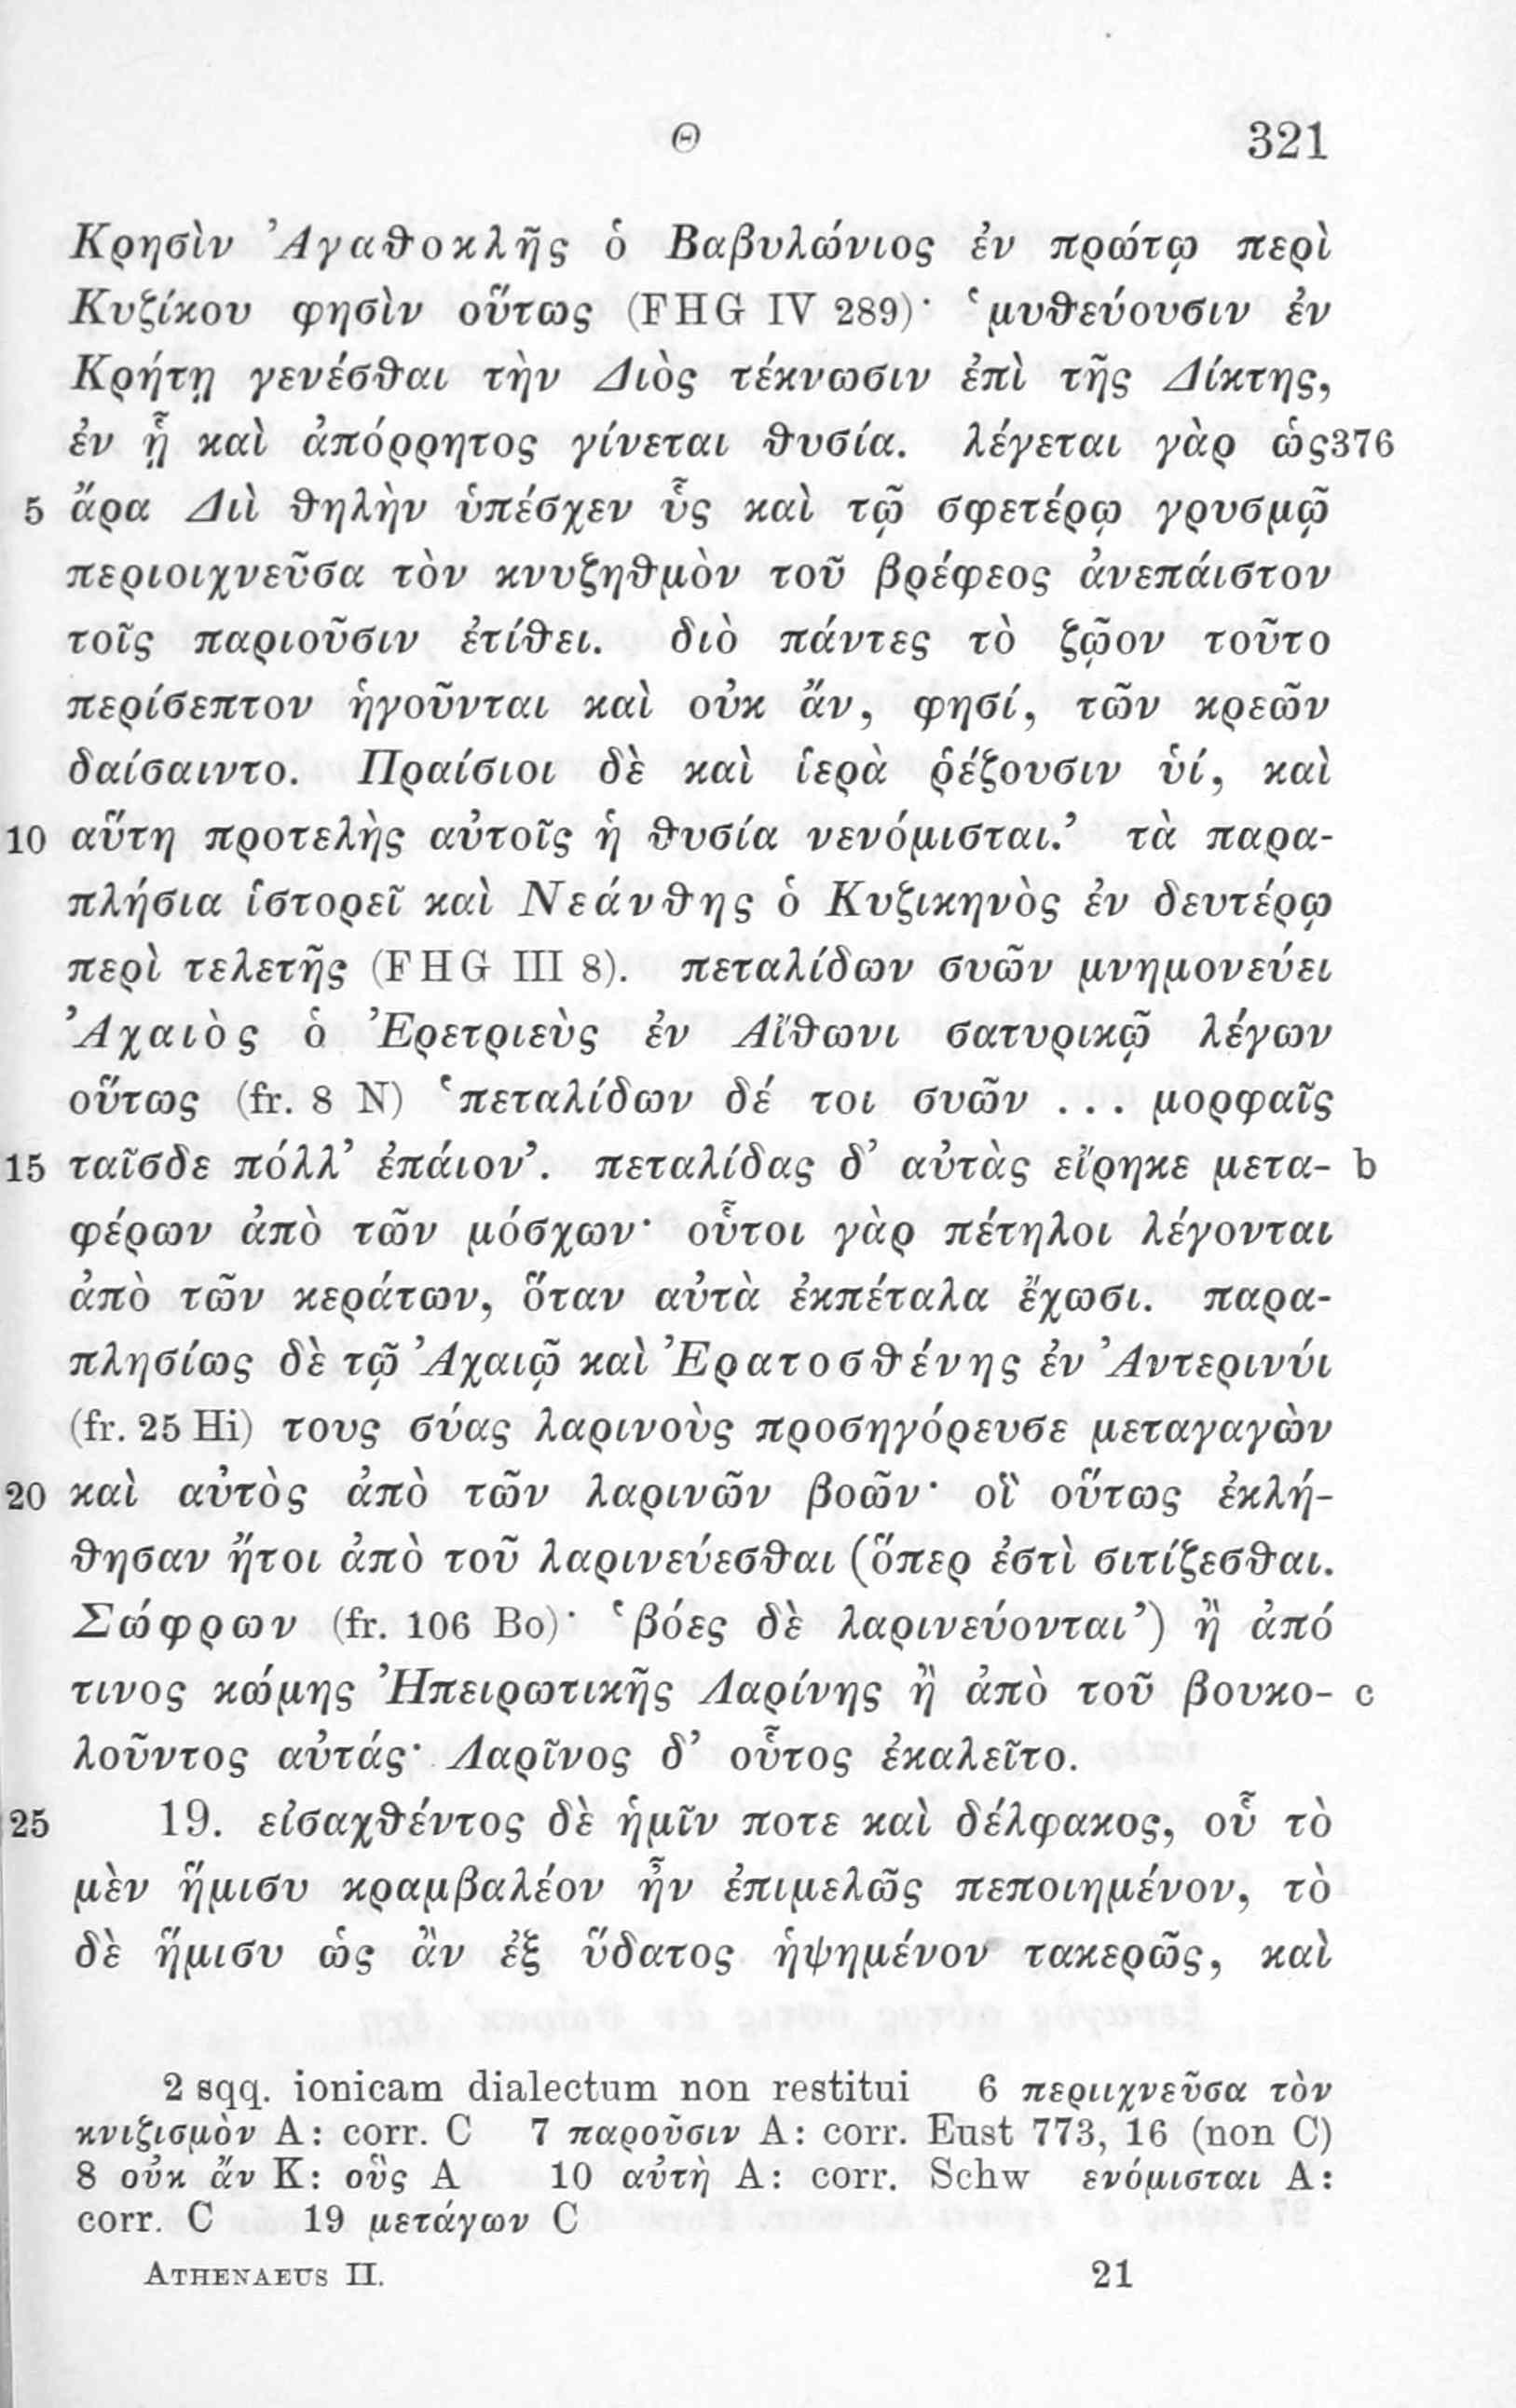 Θ 321
Κρησὶν Ἀγαθοκλῆς ὁ Βαβυλώνιος ἐν πρώτῳ περὶ
Κυζίκου φησὶν οὕτως (FHG IV 289)· ‘μυθεύουσιν ἐν
Κρήτῃ γενέσθαι τὴν Διὸς τέκνωσιν ἐπὶ τῆς Δίκτης,
ἐν ᾗ καὶ ἀπόρρητος γίνεται θυσία. λέγεται γὰρ ὡς 376
5 ἄρα Διὶ θηλὴν ὑπέσχεν ὗς καὶ τῷ σφετέρῳ γρυσμῷ
περιοιχνεῦσα τὸν κνυζηθμὸν τοῦ βρέφεος ἀνεπάιστον
τοῖς παριοῦσιν ἐτίθει. διὸ πάντες τὸ ζῷον τοῦτο
περίσεπτον ἡγοῦνται καὶ οὐκ ἄν, φησί, τῶν κρεῶν
δαίσαιντο. Πραίσιοι δὲ καὶ ἱερὰ ῥέζουσιν ὑί, καὶ
10 αὕτη προτελὴς αὐτοῖς ἡ θυσία νενόμισται.’ τὰ παρα-
πλήσια ἱστορεῖ καὶ Νεάνθης ὁ Κυζικηνὸς ἐν δευτέρῳ
περὶ τελετῆς (FHG III 8). πεταλίδων συῶν μνημονεύει
Ἀχαιὸς ὁ Ἐρετριεὺς ἐν Αἴθωνι σατυρικῷ λέγων
οὕτως (fr. 8 N) ‘πεταλίδων δέ τοι συῶν ... μορφαῖς
15 ταῖσδε πόλλ’ ἐπάιον’. πεταλίδας δ’ αὐτὰς εἴρηκε μετα- b
φέρων ἀπὸ τῶν μόσχων· οὗτοι γὰρ πέτηλοι λέγονται
ἀπὸ τῶν κεράτων, ὅταν αὐτὰ ἐκπέταλα ἔχωσι. παρα-
πλησίως δὲ τῷ Ἀχαιῷ καὶ Ἐρατοσθένης ἐν Ἀντερινύι
(fr. 25 Hi) τους σύας λαρινοὺς προσηγόρευσε μεταγαγὼν
20 καὶ αὐτὸς ἀπὸ τῶν λαρινῶν βοῶν· οἳ οὕτως ἐκλή-
θησαν ἤτοι ἀπὸ τοῦ λαρινεύεσθαι (ὅπερ ἐστὶ σιτίζεσθαι.
Σώφρων (fr. 106 Bo)· ‘βόες δὲ λαρινεύονται’) ἢ ἀπό
τινος κώμης Ἠπειρωτικῆς Λαρίνης ἢ ἀπὸ τοῦ βουκο- c
λοῦντος αὐτάς· Λαρῖνος δ’ οὗτος ἐκαλεῖτο.
25 19. εἰσαχθέντος δὲ ἡμῖν ποτε καὶ δέλφακος, οὗ τὸ
μὲν ἥμισυ κραμβαλέον ἦν ἐπιμελῶς πεποιημένον, τὸ
δὲ ἥμισυ ὡς ἂν ἐξ ὕδατος ἡψημένον τακερῶς, καὶ
2 sqq. ionicam dialectum non restitui 6 περιιχνεῦσα τὸν
κνιζισμὸν A: corr. C 7 παροῦσιν A: corr. Eust 773, 16 (non C)
8 οὐκ ἄν K: οὓς A 10 αὐτὴ A: corr. Schw ενόμισται A:
corr. C 19 μετάγων C
ATHENAEUS II. 21